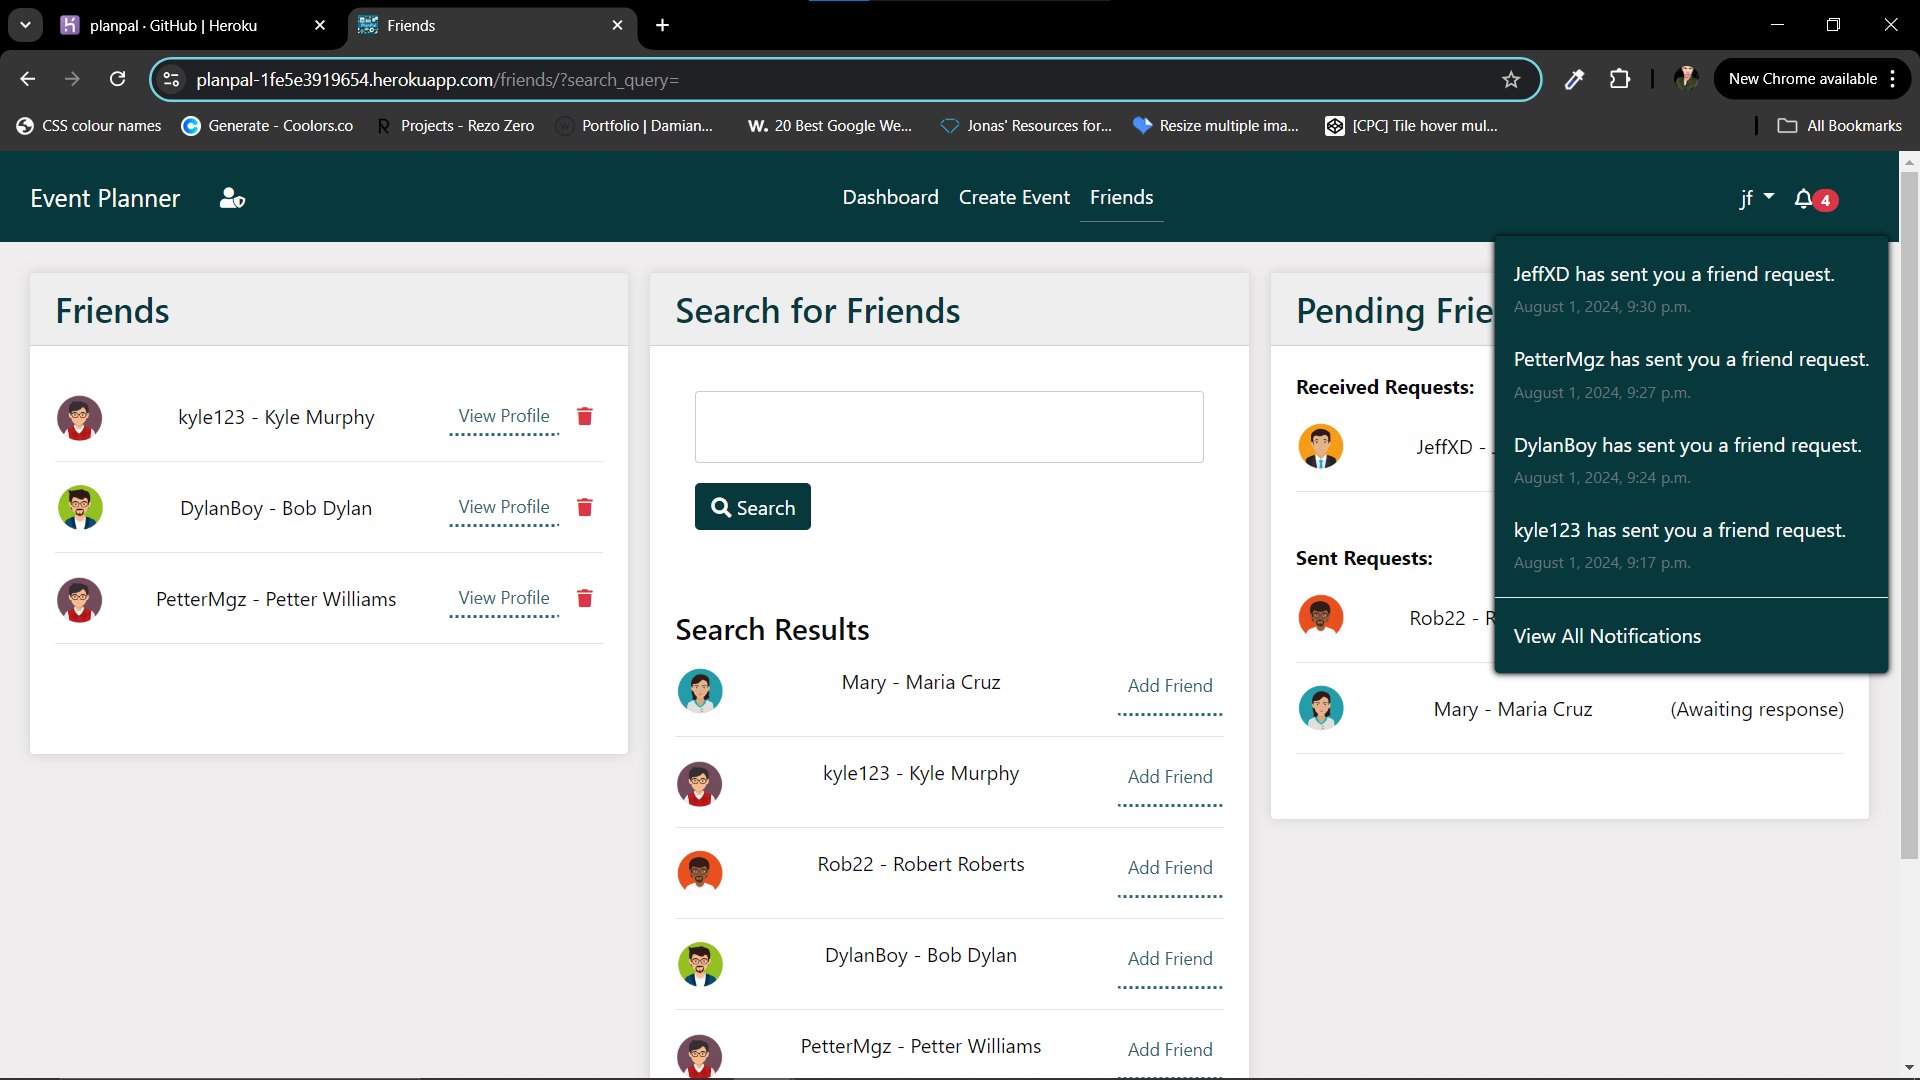 planpal · GitHub | Heroku
Friends
planpal-1fe5e3919654.herokuapp.com/friends/?search_query=
New Chrome available
CSS colour names
Generate - Coolors.co
Projects - Rezo Zero
Portfolio | Damian...
W. 20 Best Google We...
Jonas' Resources for...
Resize multiple ima...
[CPC] Tile hover mul...
All Bookmarks
Event Planner
Dashboard
Create Event
Friends
jf
4
Friends
kyle123 - Kyle Murphy
View Profile
DylanBoy - Bob Dylan
View Profile
PetterMgz - Petter Williams
View Profile
Search for Friends
Search
Search Results
Mary - Maria Cruz
Add Friend
kyle123 - Kyle Murphy
Add Friend
Rob22 - Robert Roberts
Add Friend
DylanBoy - Bob Dylan
Add Friend
PetterMgz - Petter Williams
Add Friend
Pending Frie
Received Requests:
JeffXD -
Sent Requests:
Rob22 - R
Mary - Maria Cruz
(Awaiting response)
JeffXD has sent you a friend request.
August 1, 2024, 9:30 p.m.
PetterMgz has sent you a friend request.
August 1, 2024, 9:27 p.m.
DylanBoy has sent you a friend request.
August 1, 2024, 9:24 p.m.
kyle123 has sent you a friend request.
August 1, 2024, 9:17 p.m.
View All Notifications